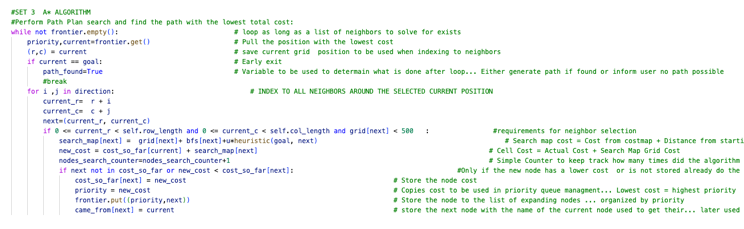 #SET 3  A* ALGORITHM
#Perform Path Plan search and find the path with the lowest total cost:
while not frontier.empty(): # loop as long as a list of neighbors to solve for exists
priority,current=frontier.get() # Pull the position with the lowest cost
(r,c) = current # save current grid  position to be used when indexing to neighbors
if current == goal: # Early exit
path_found=True # Variable to be used to determain what is done after loop... Either generate path if found or inform user no path possible
#break
for i ,j in direction: # INDEX TO ALL NEIGHBORS AROUND THE SELECTED CURRENT POSITION
current_r=  r + i
current_c=  c + j
next=(current_r, current_c)
if 0 <= current_r < self.row_length and 0 <= current_c < self.col_length and grid[next] < 500   : #requirements for neighbor selection
search_map[next] =  grid[next]+ bfs[next]+u*heuristic(goal, next) # Search map cost = Cost from costmap + Distance from starti
new_cost = cost_so_far[current] + search_map[next] # Cell Cost = Actual Cost + Search Map Grid Cost
nodes_search_counter=nodes_search_counter+1 # Simple Counter to keep track how many times did the algorithm
if next not in cost_so_far or new_cost < cost_so_far[next]: #Only if the new node has a lower cost  or is not stored already do the
cost_so_far[next] = new_cost # Store the node cost
priority = new_cost # Copies cost to be used in priority queue managment... Lowest cost = highest priority
frontier.put((priority,next)) # Store the node to the list of expanding nodes ... organized by priority
came_from[next] = current # store the next node with the name of the current node used to get their... later used